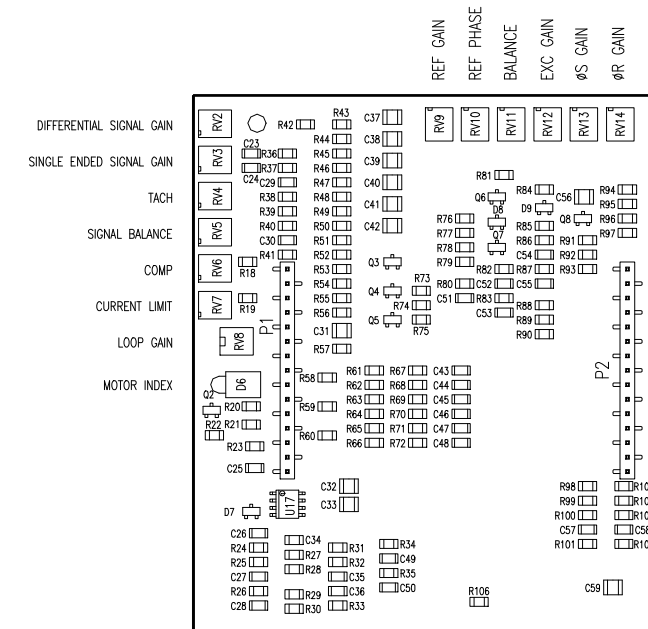 REF GAIN
REF PHASE
BALANCE
EXC GAIN
øS GAIN
øR GAIN
DIFFERENTIAL SIGNAL GAIN
SINGLE ENDED SIGNAL GAIN
TACH
SIGNAL BALANCE
COMP
CURRENT LIMIT
LOOP GAIN
MOTOR INDEX
RV2
RV3
RV4
RV5
RV6
RV7
RV8
D6
RV9
RV10
RV11
RV12
RV13
RV14
C23
C24
R18
R19
Q2
R20
R22 R21
R23
C25
D7
U17
P1
R36
R37
C29
R38
R39
R40
C30
R41
R42
R43
R44
R45
R46
R47
R48
R49
R50
R51
R52
R53
R54
R55
R56
C31
R57
R58
R59
R60
C37
C38
C39
C40
C41
C42
Q3
Q4
Q5
R73
R74
R75
R76
R77
R78
R79
R80
C51
R81
Q6
D8
Q7
R82
C52
R83
C53
R84
D9
R85
R86
C54
R87
C55
R88
R89
R90
C56
Q8
R91
R92
R93
R94
R95
R96
R97
P2
R61 R67 C43
R62 R68 C44
R63 R69 C45
R64 R70 C46
R65 R71 C47
R66 R72 C48
C32
C33
R98
R99
R100
C57
R101
C58
C59
R106
C26
R24
R25
C27
R26
C28
C34
R27
R28
R29
R30
R31
R32
C35
C36
R33
R34
C49
R35
C50